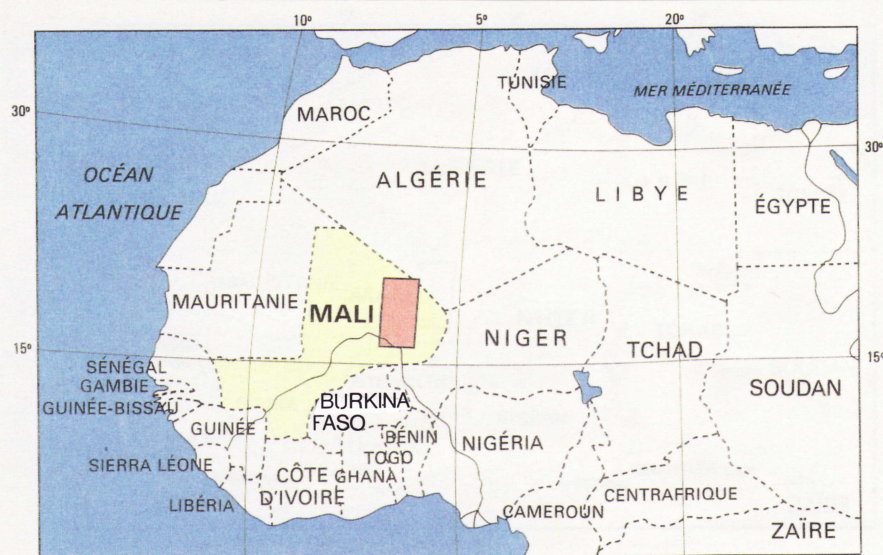 10° 5° 20°
TUNISIE
MER MÉDITERRANÉE
30°
MAROC
30°
OCÉAN
ATLANTIQUE
ALGÉRIE
LIBYE
ÉGYPTE
MAURITANIE
MALI
NIGER
TCHAD
15°
15°
SÉNÉGAL
GAMBIE
GUINÉE-BISSAU
SOUDAN
BURKINA
FASO
GUINÉE
BÉNIN
NIGÉRIA
TOGO
SIERRA LÉONE
CÔTE
D'IVOIRE
GHANA
LIBÉRIA
CAMEROUN
CENTRAFRIQUE
ZAÏRE